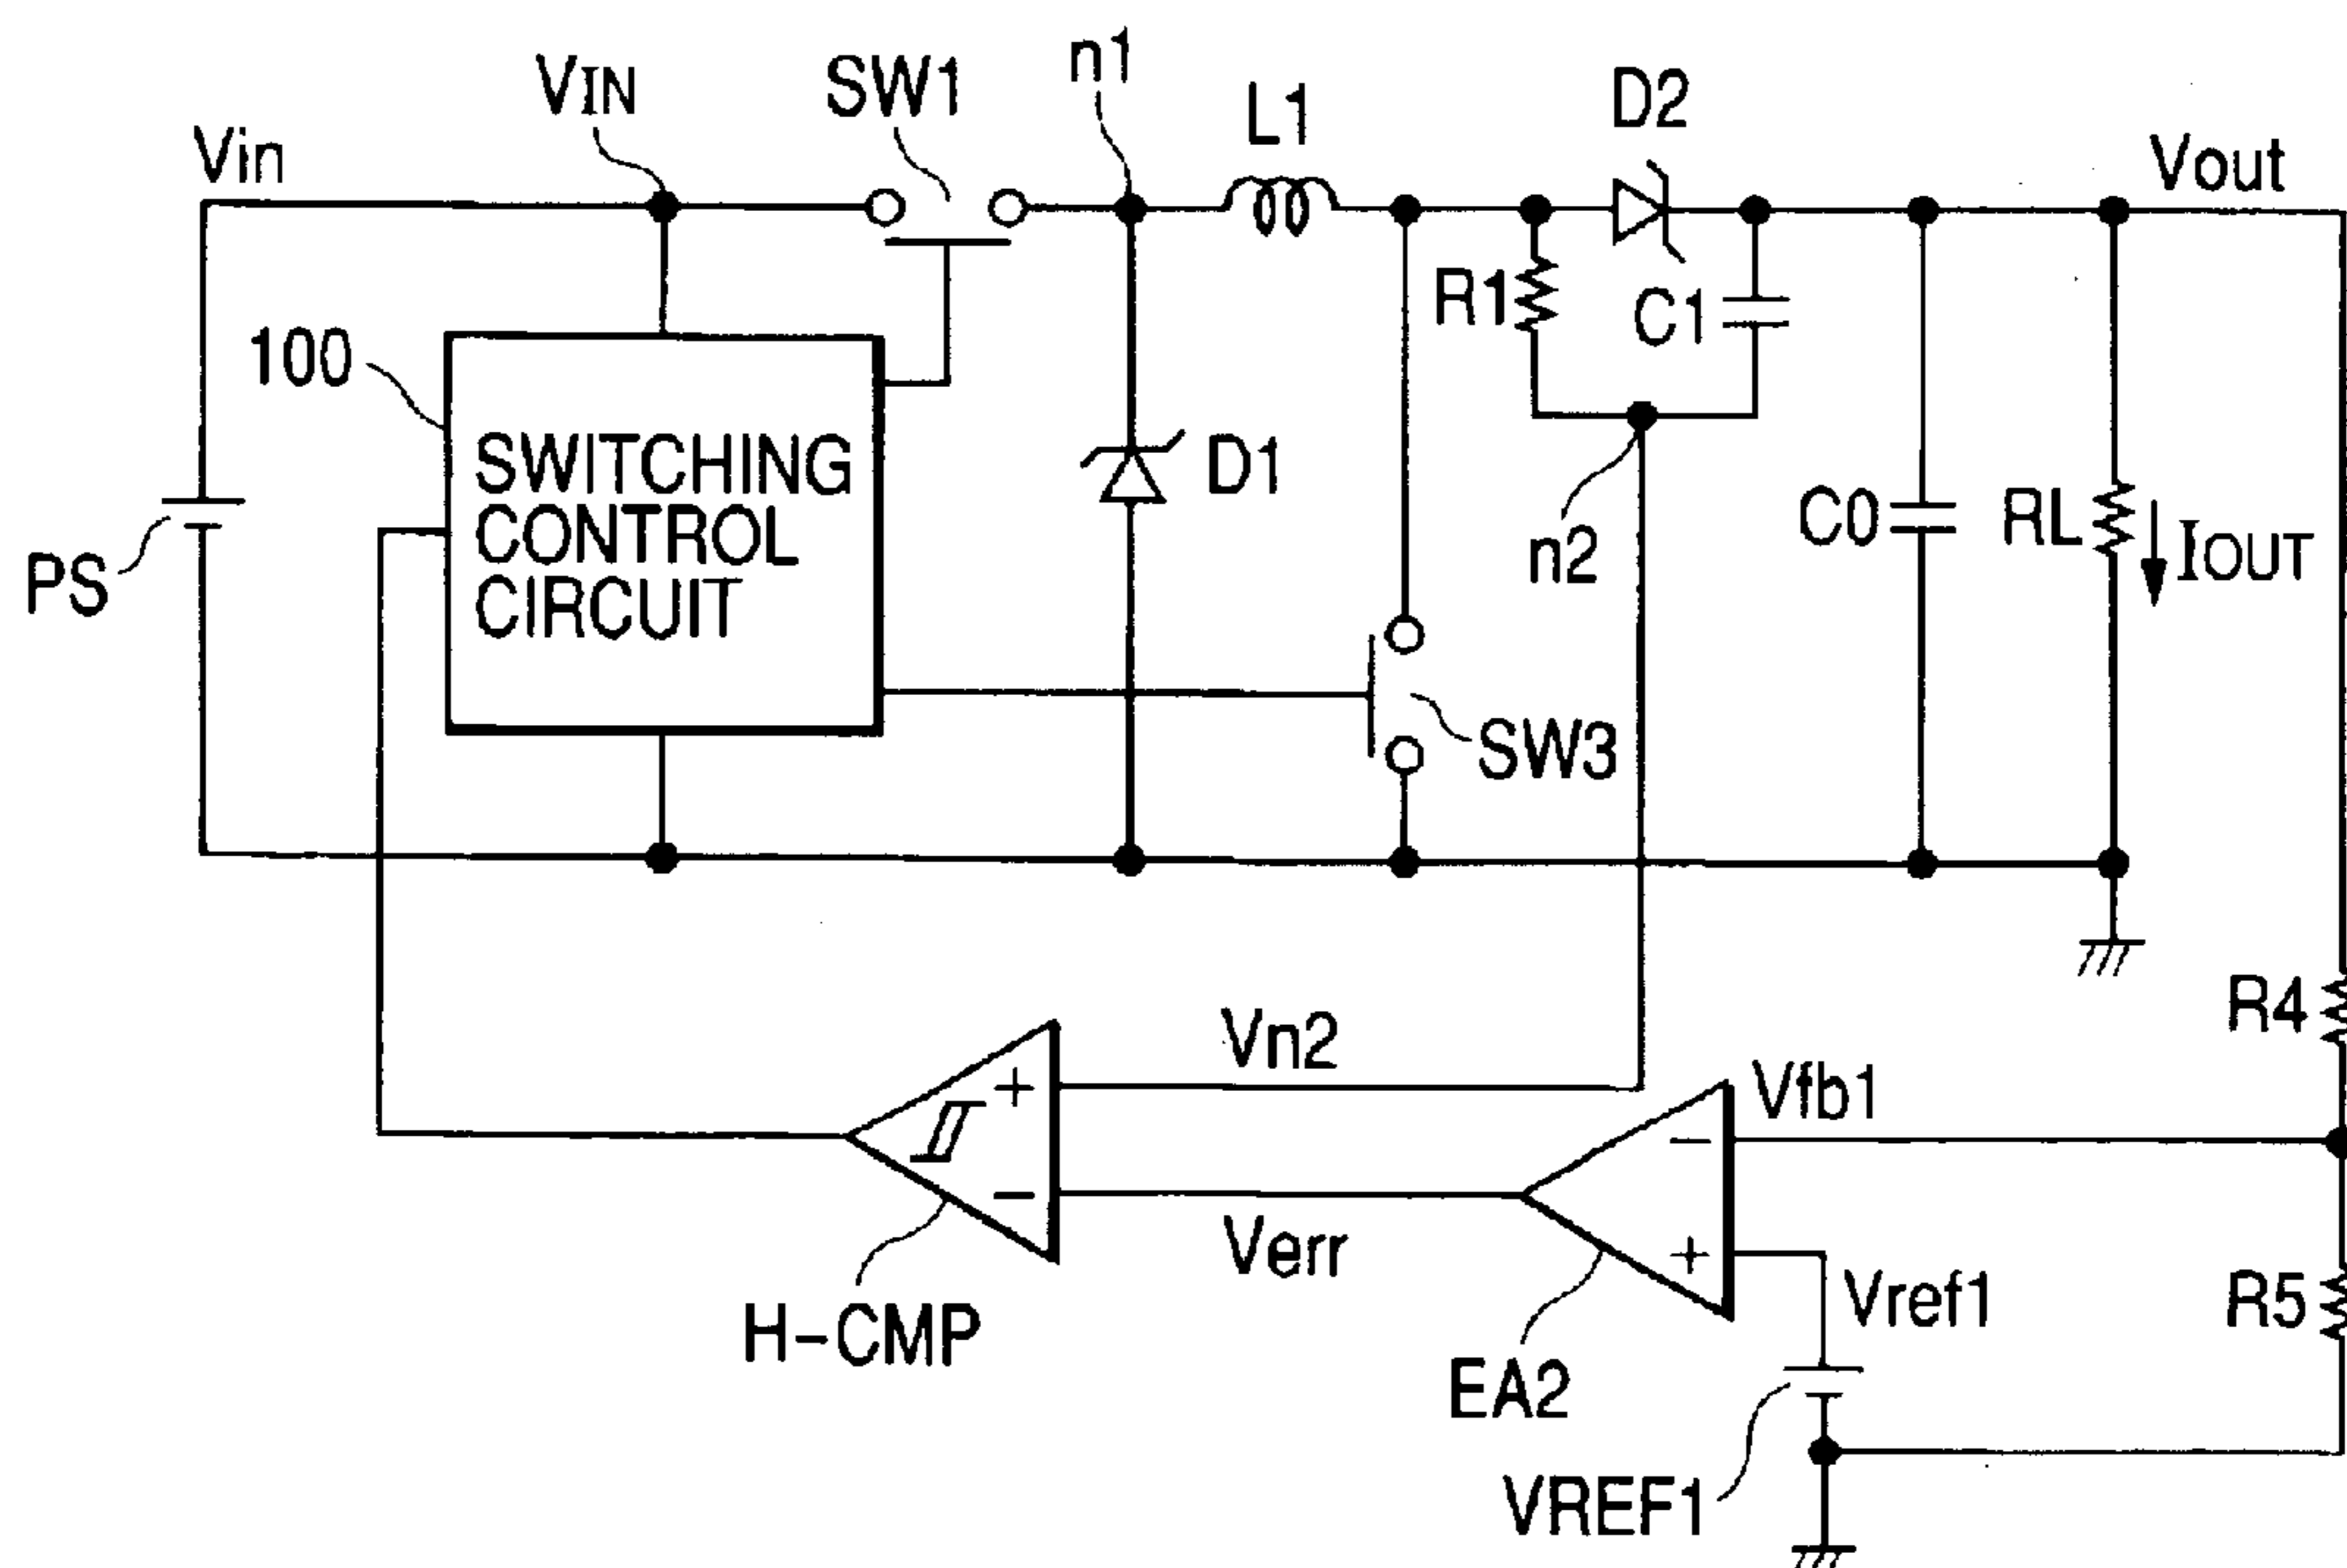 n1
VIN
SW1
L1
D2
Vin
Vout
R1
C1
100
SWITCHING
CONTROL
CIRCUIT
D1
C0
RL
IOUT
n2
PS
SW3
R4
Vn2
Vfb1
+
−
−
+
Verr
Vref1
R5
H-CMP
EA2
VREF1